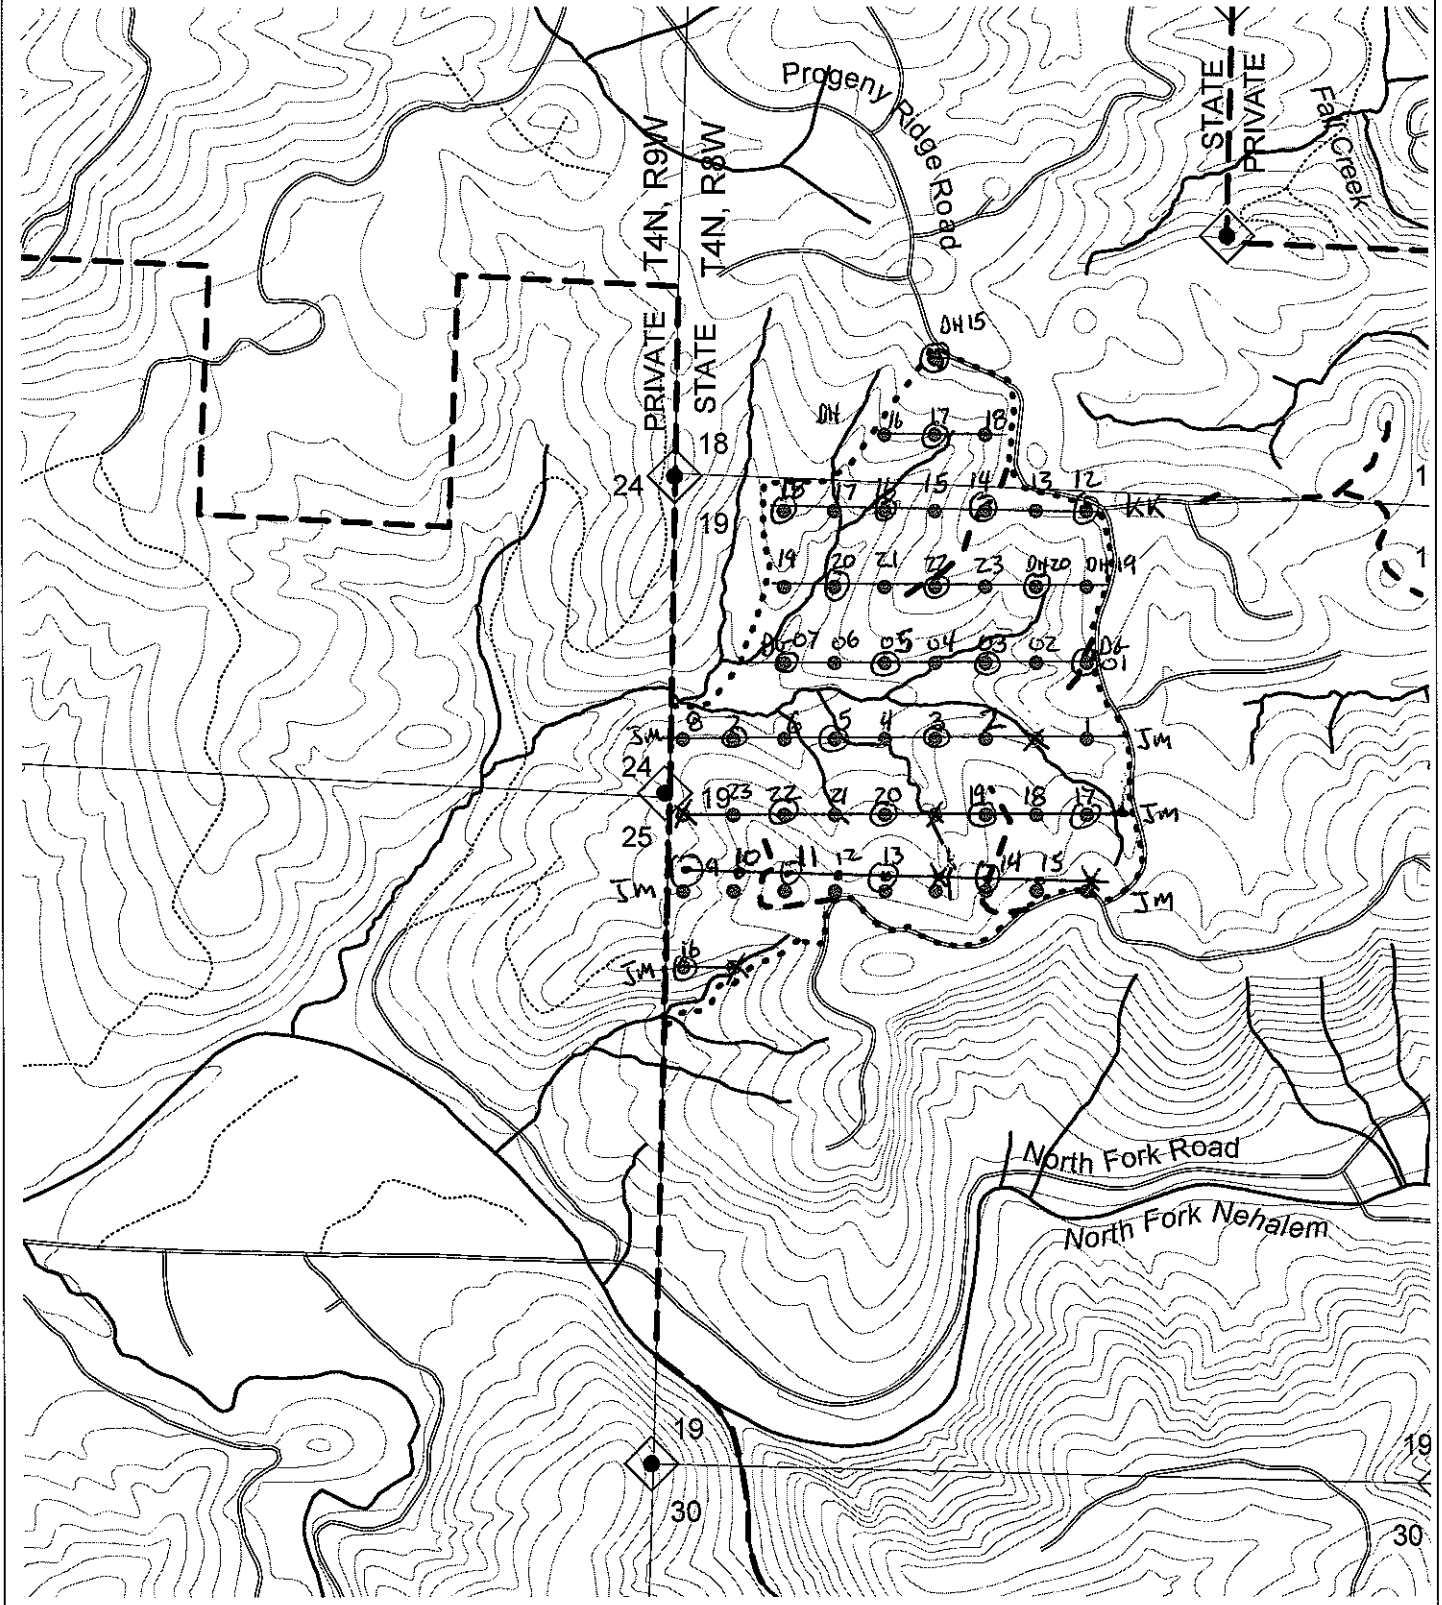 Progeny Ridge Road
STATE
PRIVATE
Fall Creek
T4N, R9W
T4N, R8W
PRIVATE
STATE
DH15
DH 16 17 18
18
24
19
18 17 16 15 14 13 12 KK
1
19 20 21 22 23 DH20 DH19
1
DG 07 06 05 04 03 02 DG 01
JM 8 7 6 5 4 3 2 1 JM
24
19
23 22 21 20 19 18 17 JM
25
JM 9 10 11 12 13 14 15 JM
JM 16
North Fork Road
North Fork Nehalem
19
19
30
30